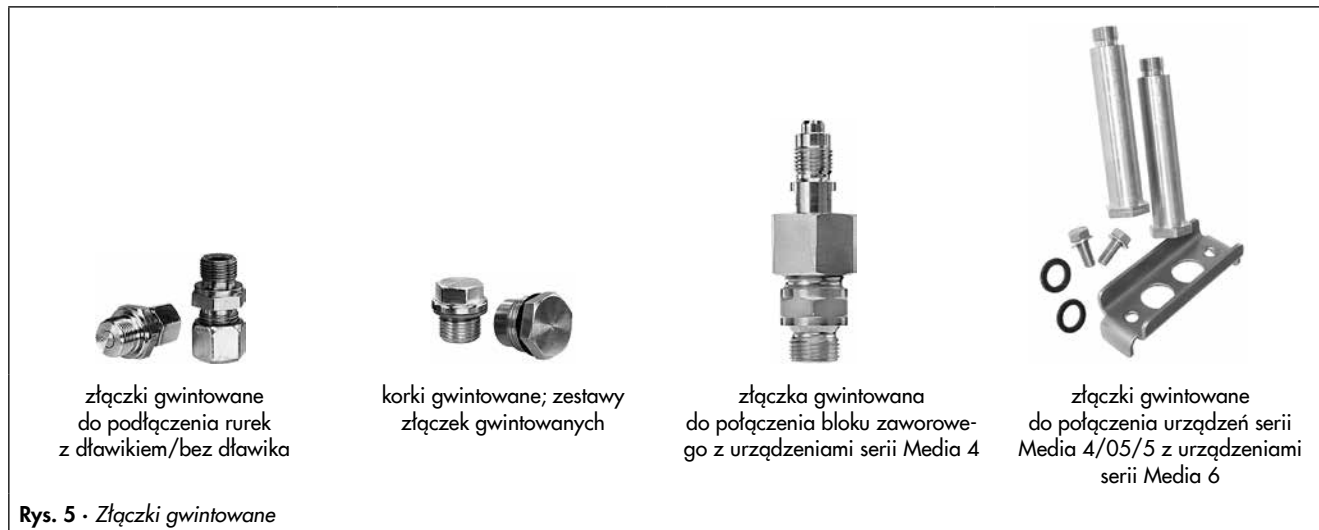 złączki gwintowane
do podłączenia rurek
z dławikiem/bez dławika
korki gwintowane; zestawy
złączek gwintowanych
złączka gwintowana
do połączenia bloku zaworowe-
go z urządzeniami serii Media 4
złączki gwintowane
do połączenia urządzeń serii
Media 4/05/5 z urządzeniami
serii Media 6
Rys. 5 · Złączki gwintowane